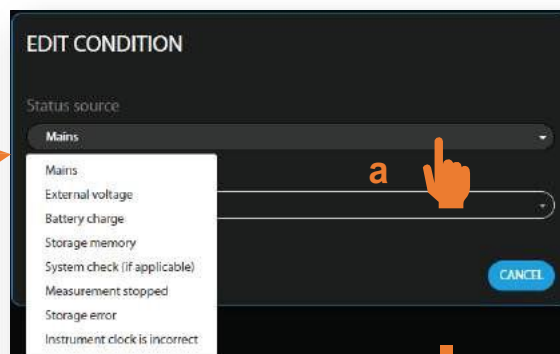 EDIT CONDITION
Status source
Mains
a
Mains
External voltage
Battery charge
Storage memory
System check (if applicable)
Measurement stopped
Storage error
Instrument clock is incorrect
CANCEL